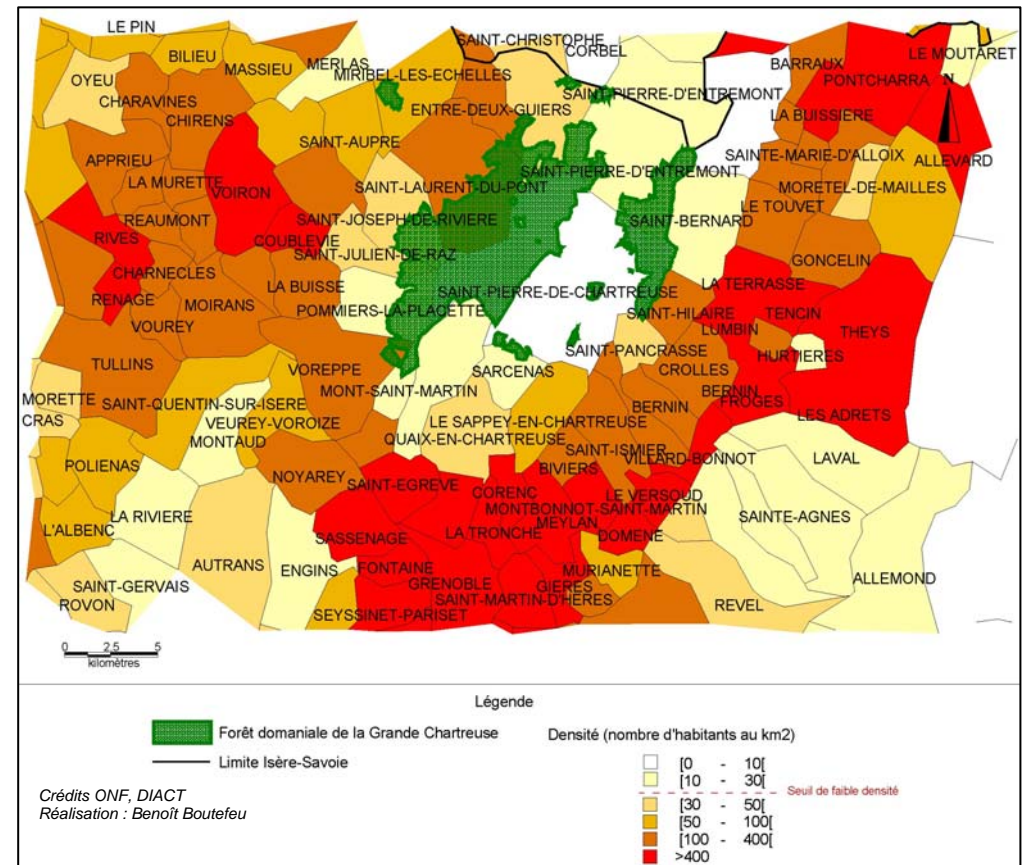 LE PIN
SAINT-CHRISTOPHE
CORBEL
LE MOUTARET
BILIEU
MASSIEU
MERLAS
MIRIBEL-LES-ECHELLES
BARRAUX
OYEU
PONTCHARRA
N
CHARAVINES
ENTRE-DEUX-GUIERS
SAINT-PIERRE-D'ENTREMONT
CHIRENS
LA BUISSIERE
SAINT-AUPRE
SAINTE-MARIE-D'ALLOIX
ALLEVARD
APPRIEU
SAINT-PIERRE-D'ENTREMONT
LA MURETTE
VOIRON
SAINT-LAURENT-DU-PONT
MORETEL-DE-MAILLES
LE TOUVET
REAUMONT
SAINT-JOSEPH-DE-RIVIERE
SAINT-BERNARD
RIVES
COUBLEVIE
SAINT-JULIEN-DE-RAZ
GONCELIN
CHARNECLES
LA BUISSE
SAINT-PIERRE-DE-CHARTREUSE
LA TERRASSE
RENAGE
MOIRANS
POMMIERS-LA-PLACETTE
SAINT-HILAIRE
TENCIN
VOUREY
LUMBIN
THEYS
SAINT-PANCRASSE
HURTIERES
TULLINS
VOREPPE
SARCENAS
CROLLES
MORETTE
MONT-SAINT-MARTIN
BERNIN
CRAS
SAINT-QUENTIN-SUR-ISERE
BERNIN
FROGES
VEUREY-VOROIZE
LE SAPPEY-EN-CHARTREUSE
LES ADRETS
MONTAUD
QUAIX-EN-CHARTREUSE
SAINT-ISMIER
VILLARD-BONNOT
LAVAL
POLIENAS
NOYAREY
BIVIERS
SAINT-EGREVE
CORENC
LE VERSOUD
MONTBONNOT-SAINT-MARTIN
LA RIVIERE
SAINTE-AGNES
L'ALBENC
MEYLAN
SASSENAGE
LA TRONCHE
DOMENE
AUTRANS
ENGINS
FONTAINE
MURIANETTE
SAINT-GERVAIS
GRENOBLE
GIERES
ALLEMOND
ROVON
SAINT-MARTIN-D'HERES
REVEL
SEYSSINET-PARISET
0 2,5 5
kilomètres
Légende
Forêt domaniale de la Grande Chartreuse
Limite Isère-Savoie
Densité (nombre d'habitants au km2)
[0 - 10[
[10 - 30[
Seuil de faible densité
[30 - 50[
[50 - 100[
[100 - 400[
>400
Crédits ONF, DIACT
Réalisation : Benoît Boutefeu